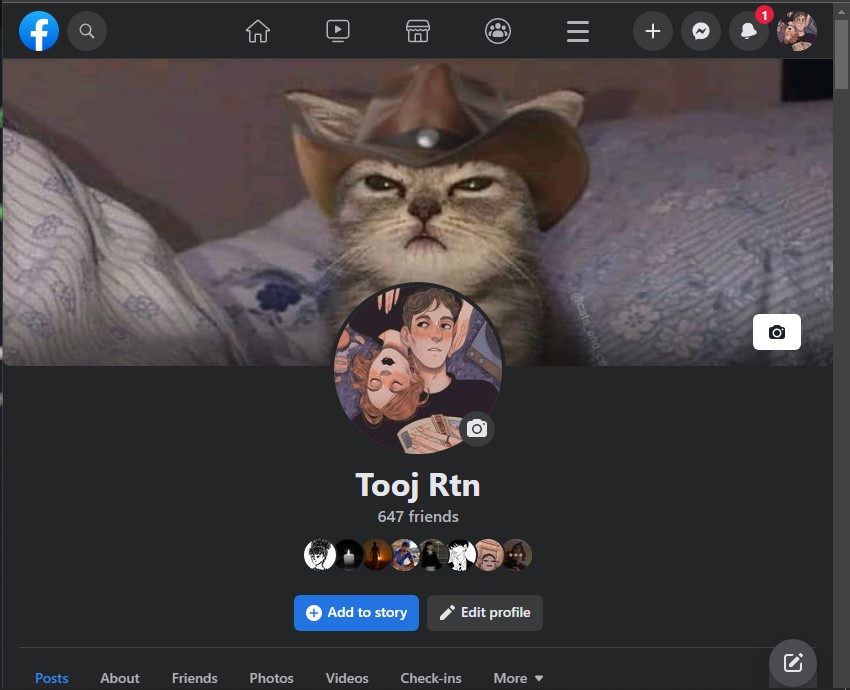 1
Tooj Rtn
647 friends
Add to story
Edit profile
Posts
About
Friends
Photos
Videos
Check-ins
More